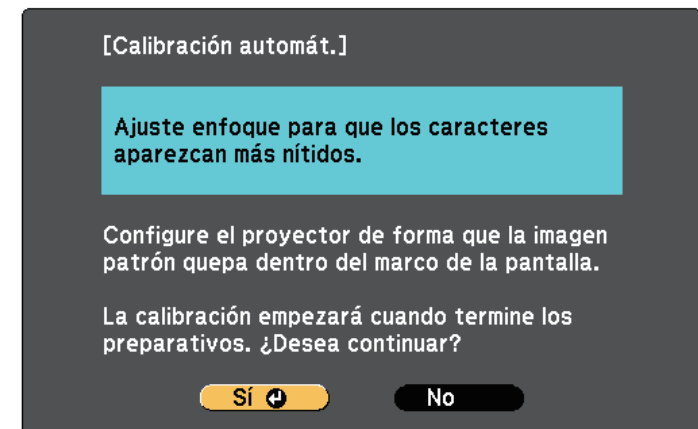 [Calibración automát.]
Ajuste enfoque para que los caracteres
aparezcan más nítidos.
Configure el proyector de forma que la imagen
patrón quepa dentro del marco de la pantalla.
La calibración empezará cuando termine los
preparativos. ¿Desea continuar?
Sí No